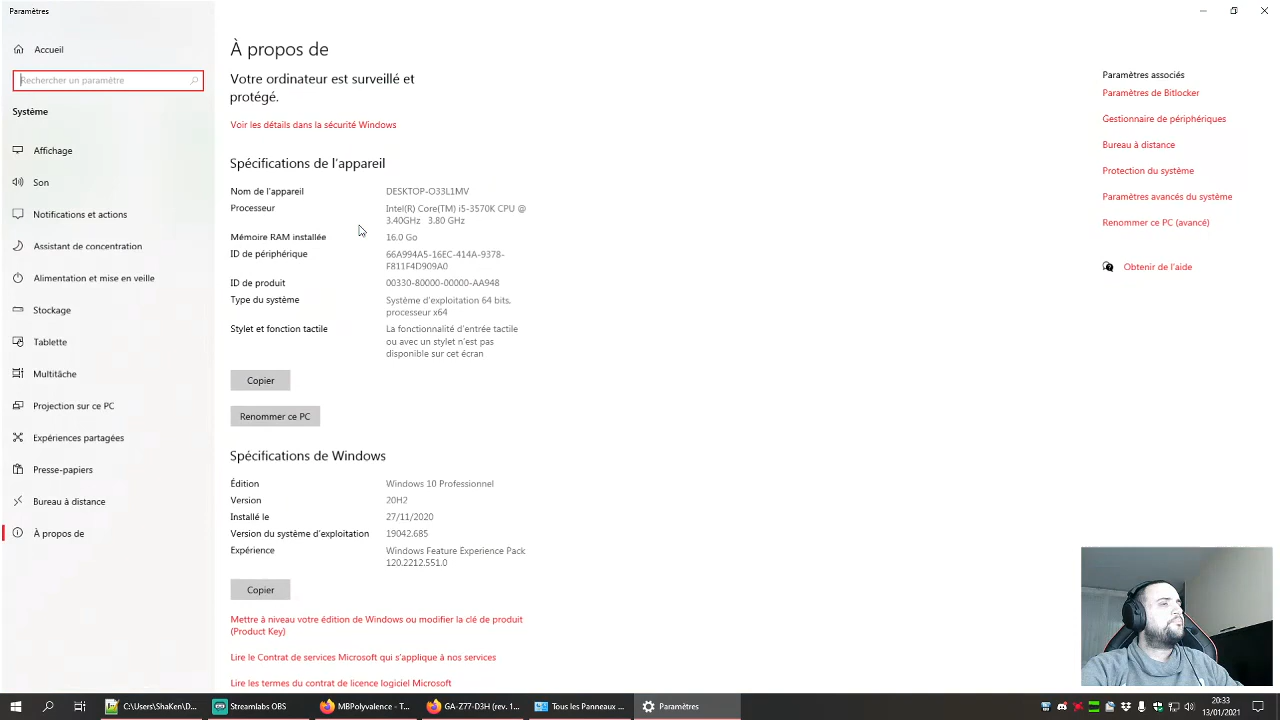 Paramètres
Accueil
Rechercher un paramètre
Système
Affichage
Son
Notifications et actions
Assistant de concentration
Alimentation et mise en veille
Stockage
Tablette
Multitâche
Projection sur ce PC
Expériences partagées
Presse-papiers
Bureau à distance
À propos de
À propos de
Votre ordinateur est surveillé et
protégé.
Voir les détails dans la sécurité Windows
Spécifications de l'appareil
Nom de l'appareil DESKTOP-O33L1MV
Processeur Intel(R) Core(TM) i5-3570K CPU @
3.40GHz 3.80 GHz
Mémoire RAM installée 16.0 Go
ID de périphérique 66A994A5-16EC-414A-9378-
F811F4D909A0
ID de produit 00330-80000-00000-AA948
Type du système Système d'exploitation 64 bits,
processeur x64
Stylet et fonction tactile La fonctionnalité d'entrée tactile
ou avec un stylet n'est pas
disponible sur cet écran
Copier
Renommer ce PC
Spécifications de Windows
Édition Windows 10 Professionnel
Version 20H2
Installé le 27/11/2020
Version du système d'exploitation 19042.685
Expérience Windows Feature Experience Pack
120.2212.551.0
Copier
Mettre à niveau votre édition de Windows ou modifier la clé de produit
(Product Key)
Lire le Contrat de services Microsoft qui s'applique à nos services
Lire les termes du contrat de licence logiciel Microsoft
Paramètres associés
Paramètres de Bitlocker
Gestionnaire de périphériques
Bureau à distance
Protection du système
Paramètres avancés du système
Renommer ce PC (avancé)
Obtenir de l'aide
C:\Users\ShaKen\D...
Streamlabs OBS
MBPolyvalence - T...
GA-Z77-D3H (rev. 1...
Tous les Panneaux ...
Paramètres
20:33
13/01/2021